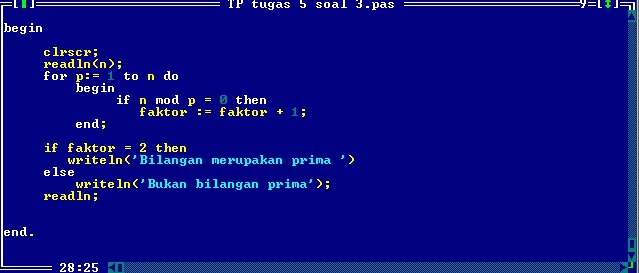 [ ] TP tugas 5 soal 3.pas 9=[↕]
begin
clrscr;
readln(n);
for p:= 1 to n do
begin
if n mod p = 0 then
faktor := faktor + 1;
end;
if faktor = 2 then
writeln('Bilangan merupakan prima ')
else
writeln('Bukan bilangan prima');
readln;
end.
28:25